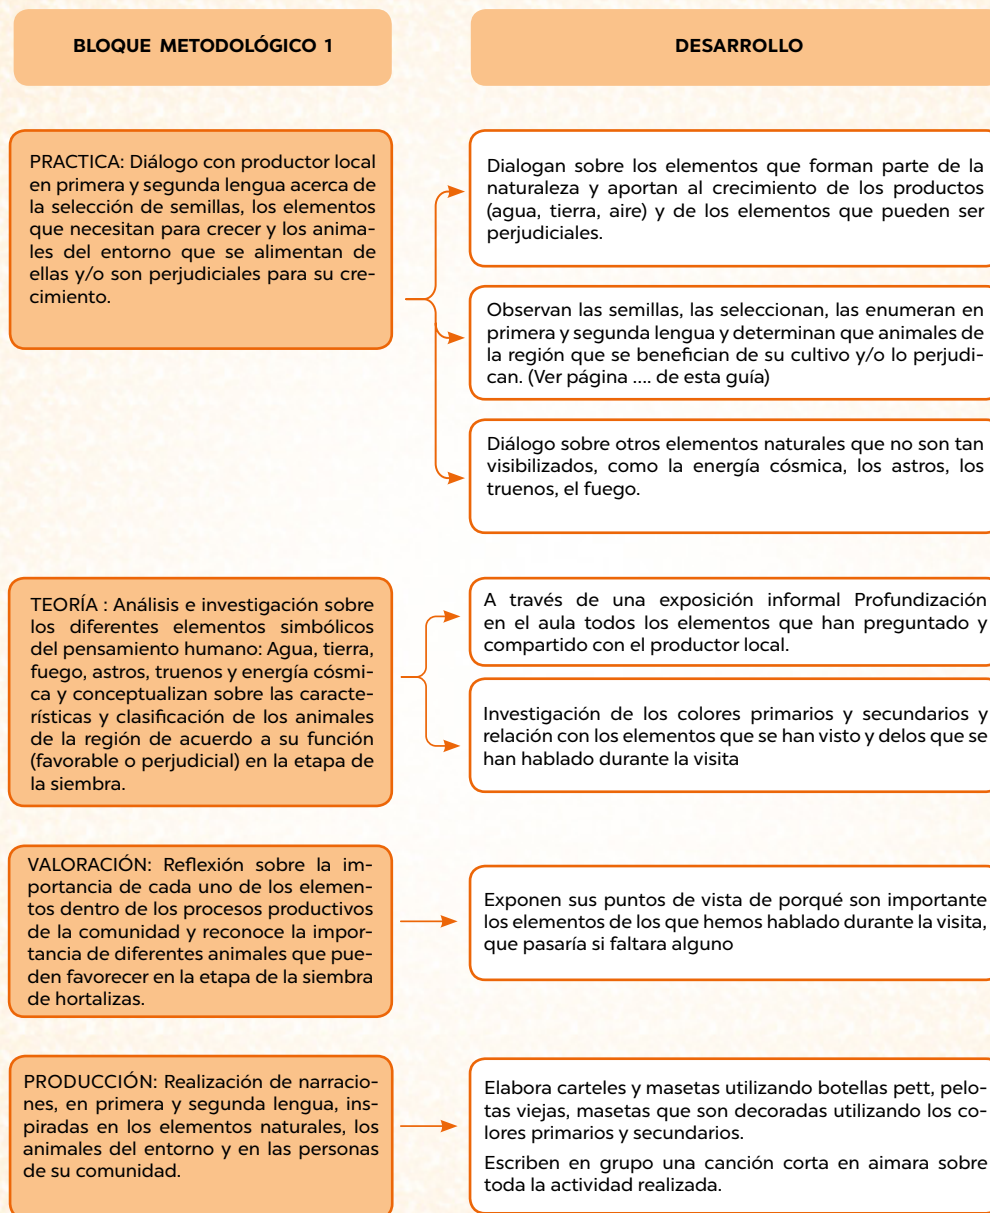 BLOQUE METODOLÓGICO 1
DESARROLLO
PRACTICA: Diálogo con productor local
en primera y segunda lengua acerca de
la selección de semillas, los elementos
que necesitan para crecer y los anima-
les del entorno que se alimentan de
ellas y/o son perjudiciales para su cre-
cimiento.
Dialogan sobre los elementos que forman parte de la
naturaleza y aportan al crecimiento de los productos
(agua, tierra, aire) y de los elementos que pueden ser
perjudiciales.
Observan las semillas, las seleccionan, las enumeran en
primera y segunda lengua y determinan que animales de
la región que se benefician de su cultivo y/o lo perjudi-
can. (Ver página .... de esta guía)
Diálogo sobre otros elementos naturales que no son tan
visibilizados, como la energía cósmica, los astros, los
truenos, el fuego.
TEORÍA : Análisis e investigación sobre
los diferentes elementos simbólicos
del pensamiento humano: Agua, tierra,
fuego, astros, truenos y energía cósmi-
ca y conceptualizan sobre las caracte-
rísticas y clasificación de los animales
de la región de acuerdo a su función
(favorable o perjudicial) en la etapa de
la siembra.
A través de una exposición informal Profundización
en el aula todos los elementos que han preguntado y
compartido con el productor local.
Investigación de los colores primarios y secundarios y
relación con los elementos que se han visto y delos que se
han hablado durante la visita
VALORACIÓN: Reflexión sobre la im-
portancia de cada uno de los elemen-
tos dentro de los procesos productivos
de la comunidad y reconoce la impor-
tancia de diferentes animales que pue-
den favorecer en la etapa de la siembra
de hortalizas.
Exponen sus puntos de vista de porqué son importante
los elementos de los que hemos hablado durante la visita,
que pasaría si faltara alguno
PRODUCCIÓN: Realización de narracio-
nes, en primera y segunda lengua, ins-
piradas en los elementos naturales, los
animales del entorno y en las personas
de su comunidad.
Elabora carteles y masetas utilizando botellas pett, pelo-
tas viejas, masetas que son decoradas utilizando los co-
lores primarios y secundarios.
Escriben en grupo una canción corta en aimara sobre
toda la actividad realizada.